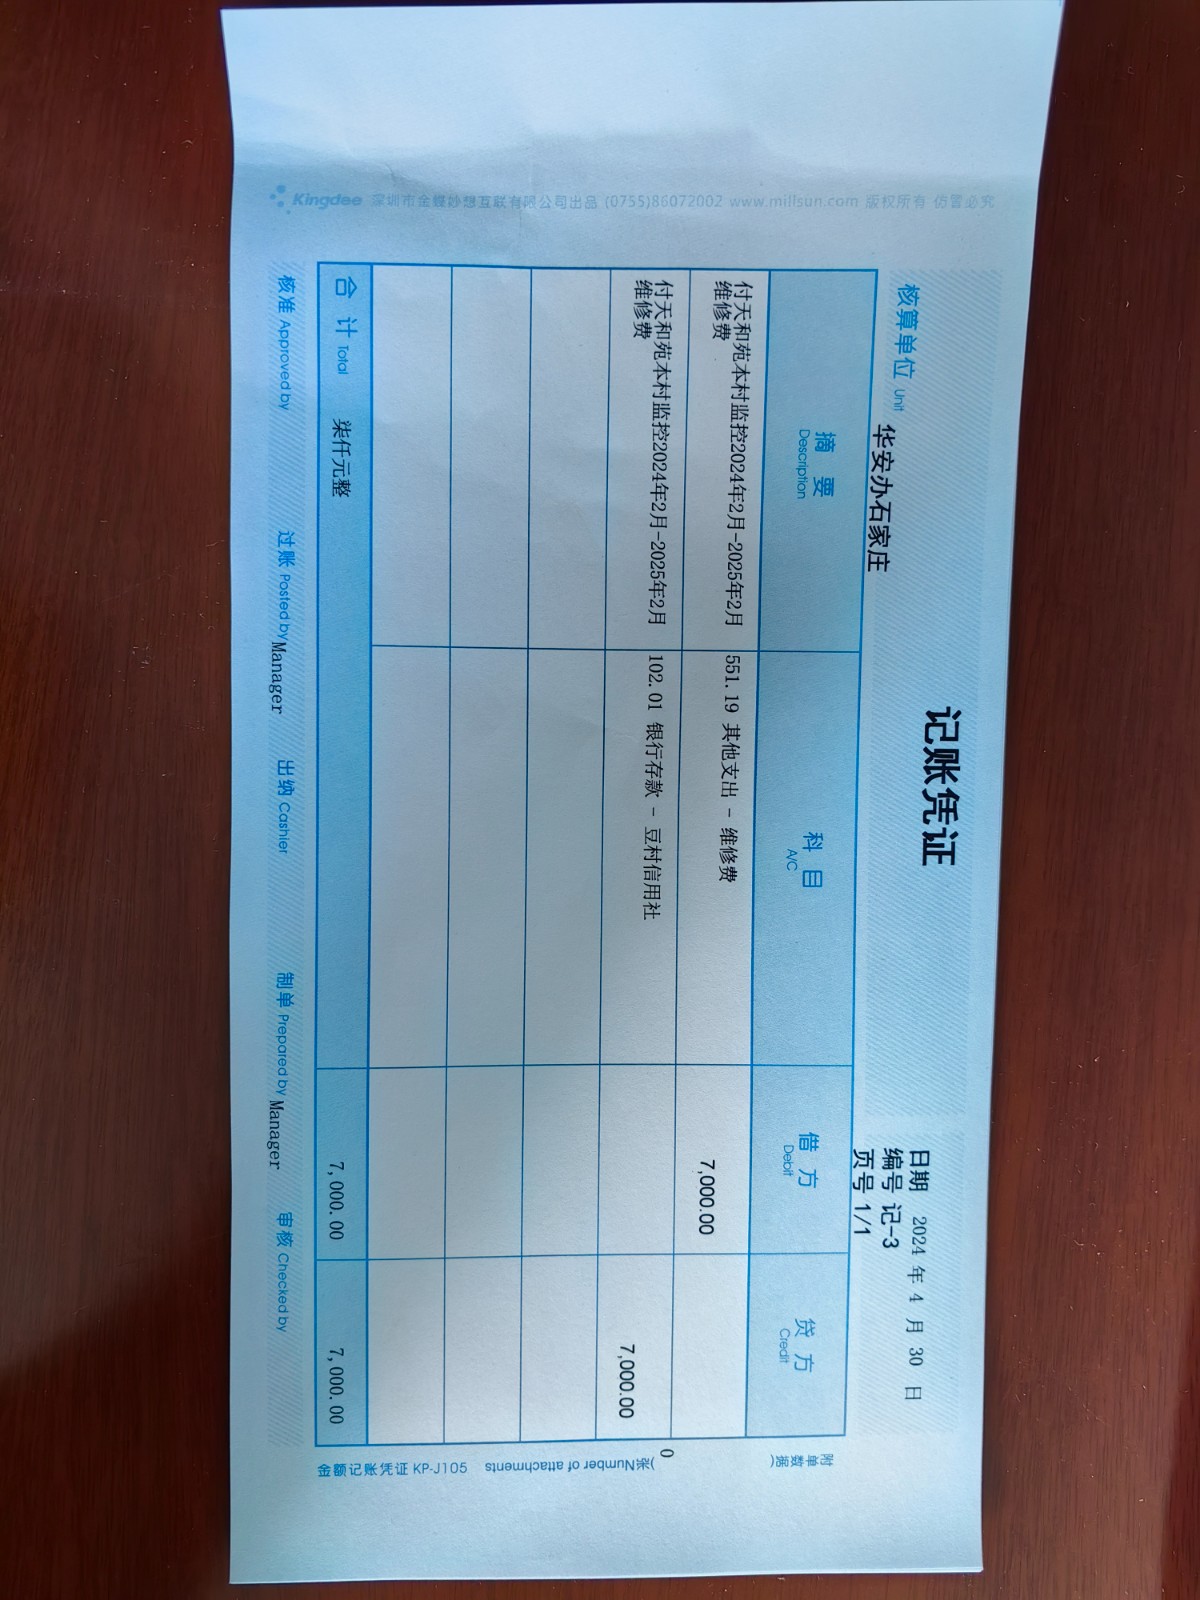 记账凭证
日期 2024 年 4 月 30 日
编号 记-3
页号 1/1
核算单位 Unit 华安办石家庄
摘 要 科 目 借 方 贷 方
Description A/C Debit Credit
付天和苑本村监控2024年2月-2025年2月
维修费
551.19 其他支出 - 维修费 7,000.00
付天和苑本村监控2024年2月-2025年2月
维修费
102.01 银行存款 - 豆村信用社 7,000.00
合 计 Total 柒仟元整 7,000.00 7,000.00
核准 Approved by 过账 Posted by Manager 出纳 Cashier 制单 Prepared by Manager 审核 Checked by
附单数据)
0
(张 Number of attachments
金额记账凭证 KP-J105
Kingdee 深圳市金蝶妙想互联有限公司出品 (0755)86072002 www.millsun.com 版权所有 仿冒必究